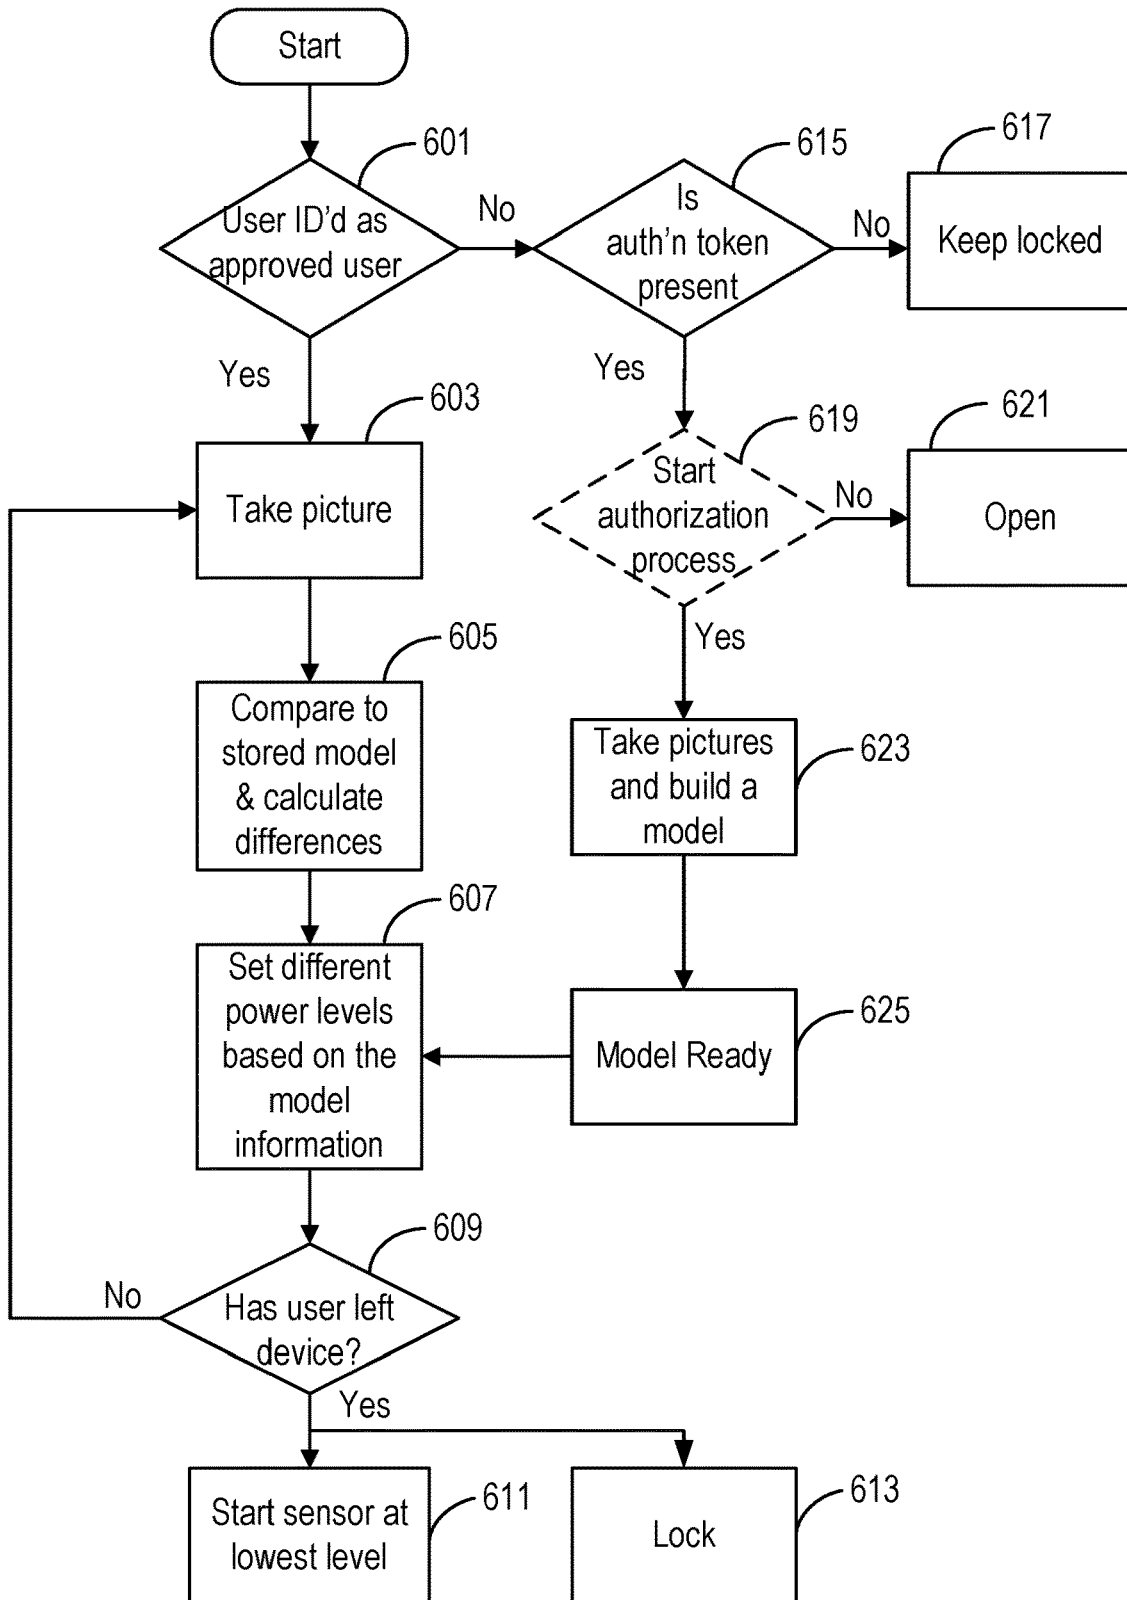 Start
601
User ID'd as
approved user
No
615
Is
auth'n token
present
No
617
Keep locked
Yes
603
Take picture
Yes
619
Start
authorization
process
No
621
Open
605
Compare to
stored model
& calculate
differences
Yes
Take pictures
and build a
model
623
607
Set different
power levels
based on the
model
information
Model Ready
625
609
Has user left
device?
No
Yes
Start sensor at
lowest level
611
Lock
613